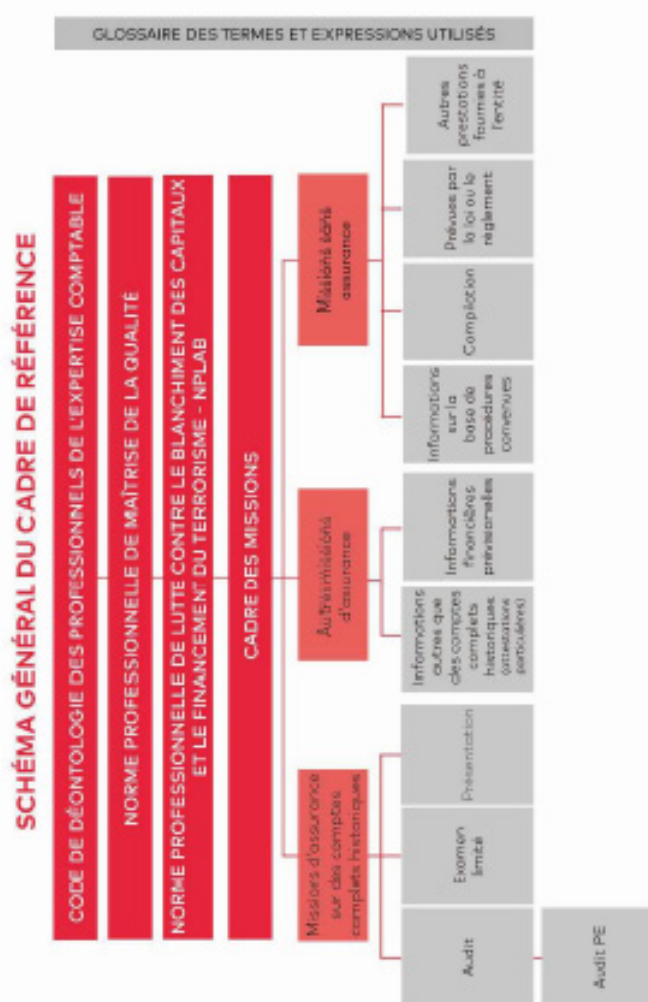 SCHÉMA GÉNÉRAL DU CADRE DE RÉFÉRENCE
CODE DE DÉONTOLOGIE DES PROFESSIONNELS DE L'EXPERTISE COMPTABLE
NORME PROFESSIONNELLE DE MAÎTRISE DE LA QUALITÉ
NORME PROFESSIONNELLE DE LUTTE CONTRE LE BLANCHIMENT DES CAPITAUX
ET LE FINANCEMENT DU TERRORISME - NPLAB
CADRE DES MISSIONS
Missions d'assurance
sur des comptes
complets historiques
Autres missions
d'assurance
Missions sans
assurance
Audit
Examen
limité
Présentation
Informations
autres que
des comptes
complets
historiques
(attestations
particulières)
Informations
financières
prévisionnelles
Informations
sur la
base de
procédures
convenues
Compilation
Prévues par
la loi ou le
règlement
Autres
prestations
fournies à
l'entité
Audit PE
GLOSSAIRE DES TERMES ET EXPRESSIONS UTILISÉS